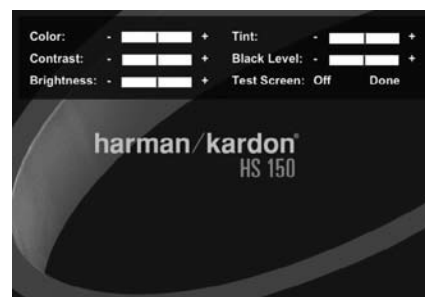 Color: - + Tint: - +
Contrast: - + Black Level: - +
Brightness: - + Test Screen: Off Done
harman/kardon®
HS 150